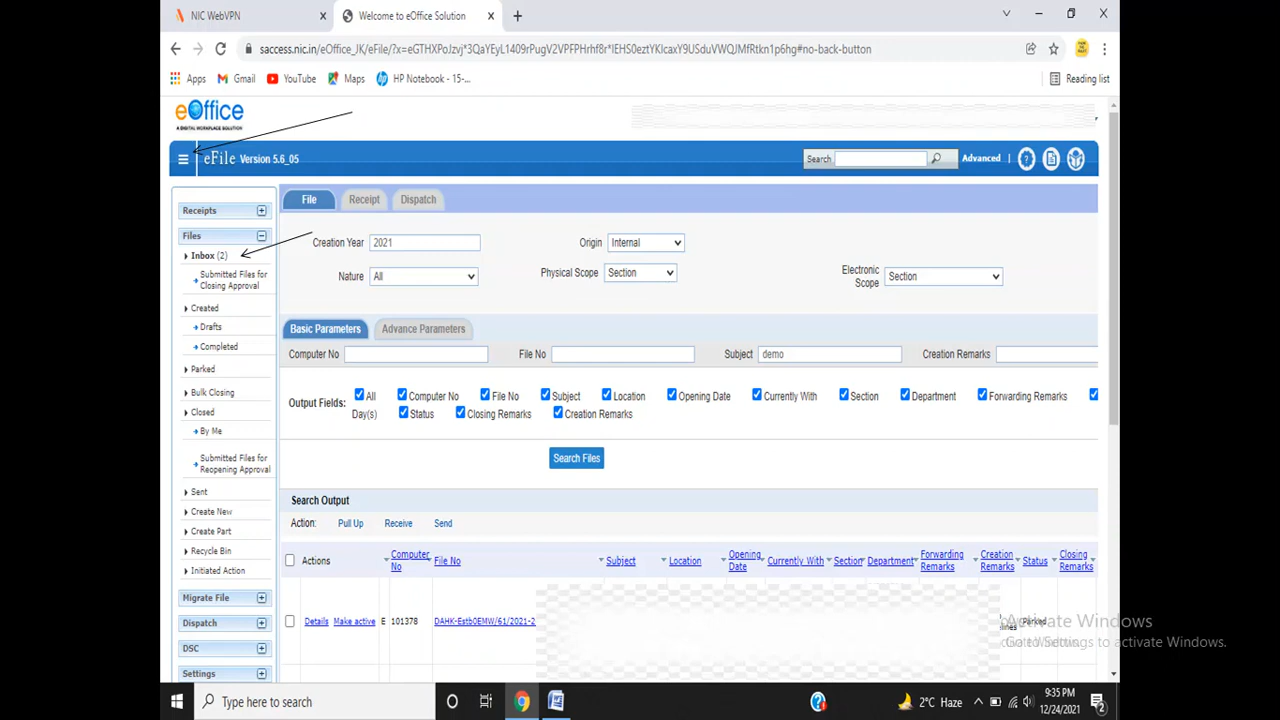 NIC WebVPN
Welcome to eOffice Solution
saccess.nic.in/eOffice_JK/eFile/?x=eGTHXPoJzvj*3QaYEyL1409rPugV2VPFPHrhf8r*lEHS0eztYKIcaxY9USduVWQJMfRtkn1p6hg#no-back-button
Apps Gmail YouTube Maps HP Notebook - 15-... Reading list
eOffice
A DIGITAL WORKPLACE SOLUTION
eFile Version 5.6_05 Search Advanced
Receipts
Files
Inbox (2)
Submitted Files for
Closing Approval
Created
Drafts
Completed
Parked
Bulk Closing
Closed
By Me
Submitted Files for
Reopening Approval
Sent
Create New
Create Part
Recycle Bin
Initiated Action
Migrate File
Dispatch
DSC
Settings
File Receipt Dispatch
Creation Year 2021 Origin Internal
Nature All Physical Scope Section Electronic Scope Section
Basic Parameters Advance Parameters
Computer No File No Subject demo Creation Remarks
Output Fields: All Computer No File No Subject Location Opening Date Currently With Section Department Forwarding Remarks
Day(s) Status Closing Remarks Creation Remarks
Search Files
Search Output
Action: Pull Up Receive Send
Actions Computer No File No Subject Location Opening Date Currently With Section Department Forwarding Remarks Creation Remarks Status Closing Remarks
Details Make active E 101378 DAHK-Estb0EMW/61/2021-2 Parked
Activate Windows
Go to Settings to activate Windows.
Type here to search
2°C Haze
9:35 PM
12/24/2021
2